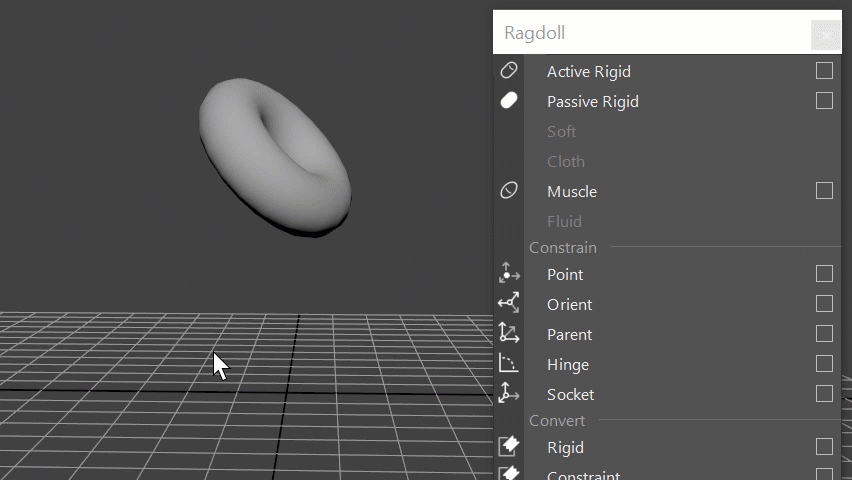 Ragdoll
Active Rigid
Passive Rigid
Soft
Cloth
Muscle
Fluid
Constrain
Point
Orient
Parent
Hinge
Socket
Convert
Rigid
Constraint